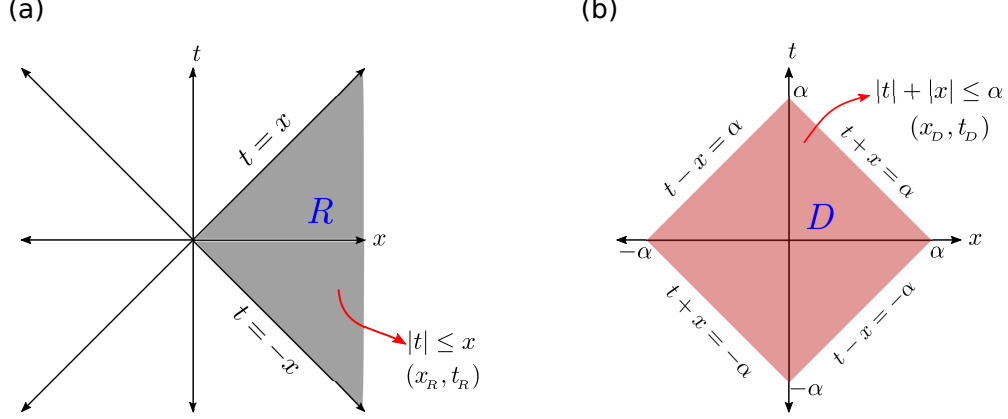 (a)
t
t = x
R
x
t = −x
|t| ≤ x
(x_R, t_R)
(b)
t
α
|t| + |x| ≤ α
(x_D, t_D)
t − x = α
t + x = α
D
−α
α
x
t + x = −α
t − x = −α
−α